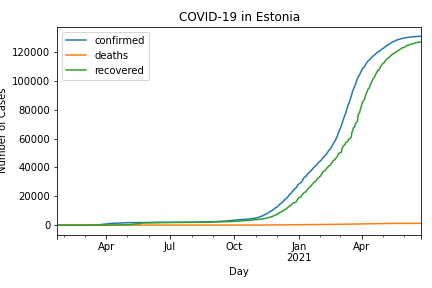 COVID-19 in Estonia
confirmed
deaths
recovered
120000
100000
80000
60000
40000
20000
0
Number of Cases
Apr
Jul
Oct
Jan
2021
Apr
Day